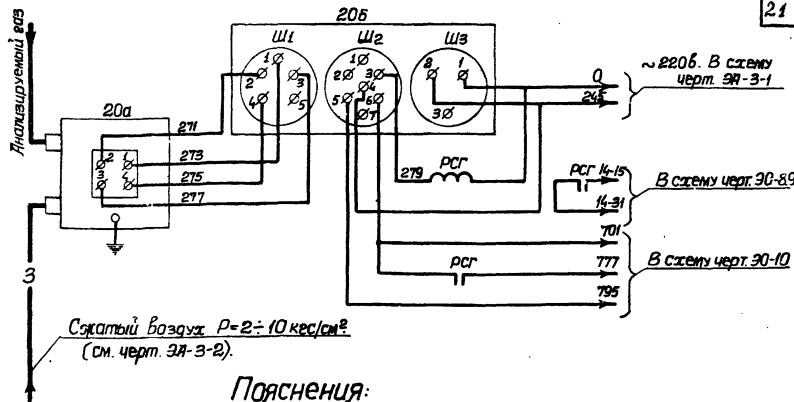 21
20б
Анализируемый газ
Ш1
Ш2
Ш3
1
2
3
4
5
1
2
3
4
5
6
7
2
1
3
0
245
~220в. В схему
черт. ЭА-3-1
20а
271
273
275
277
2
1
3
4
279
РСГ
РСГ
14-15
14-31
В схему черт. ЭО-8,9
701
777
795
РСГ
В схему черт. ЭО-10
3
Сжатый воздух Р=2÷10 кгс/см²
(см. черт. ЭА-3-2).
Пояснения: